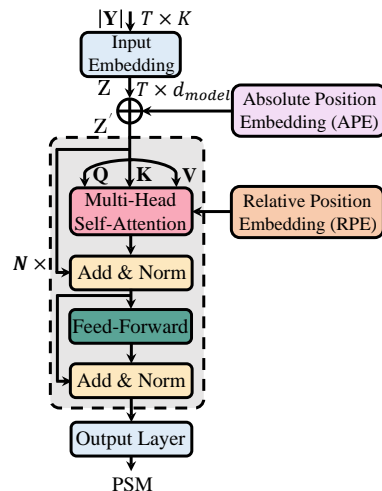 |Y| T × K
Input
Embedding
Z T × d_model
Absolute Position
Embedding (APE)
Z′
Q K V
Multi-Head
Self-Attention
Relative Position
Embedding (RPE)
N ×
Add & Norm
Feed-Forward
Add & Norm
Output Layer
PSM